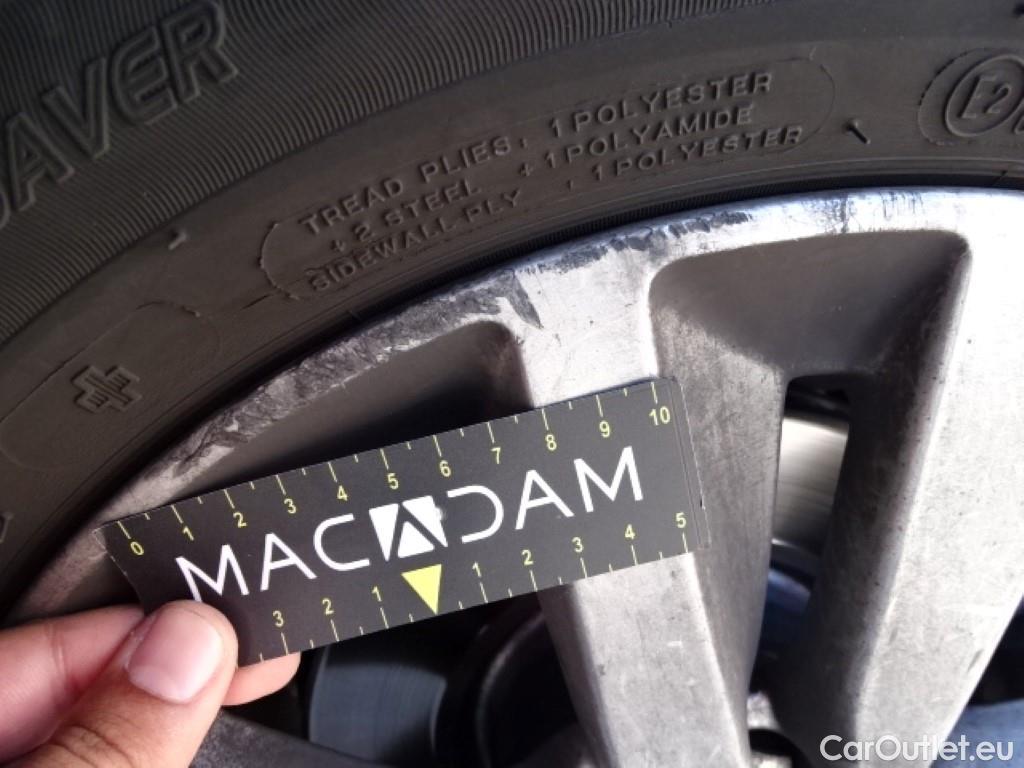 SAVER
TREAD PLIES: 1 POLYESTER
+ 2 STEEL + 1 POLYAMIDE
SIDEWALL PLY : 1 POLYESTER
E2
0 1 2 3 4 5 6 7 8 9 10
MACADAM
3 2 1 1 2 3 4 5
CarOutlet.eu